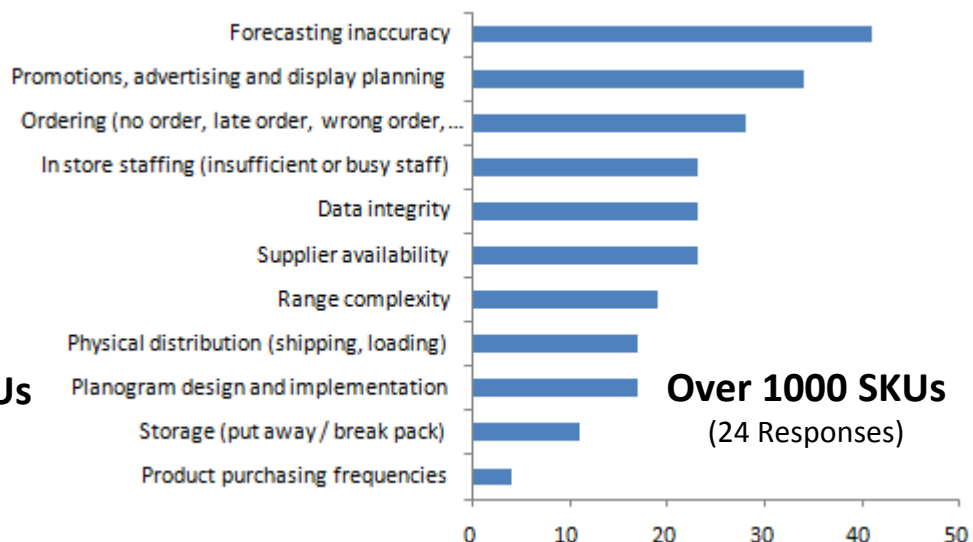 Forecasting inaccuracy
Promotions, advertising and display planning
Ordering (no order, late order, wrong order,...
In store staffing (insufficient or busy staff)
Data integrity
Supplier availability
Range complexity
Physical distribution (shipping, loading)
Planogram design and implementation
Storage (put away / break pack)
Product purchasing frequencies
Us
Over 1000 SKUs
(24 Responses)
0 10 20 30 40 50